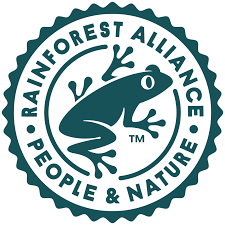 RAINFOREST ALLIANCE
• PEOPLE & NATURE •
TM